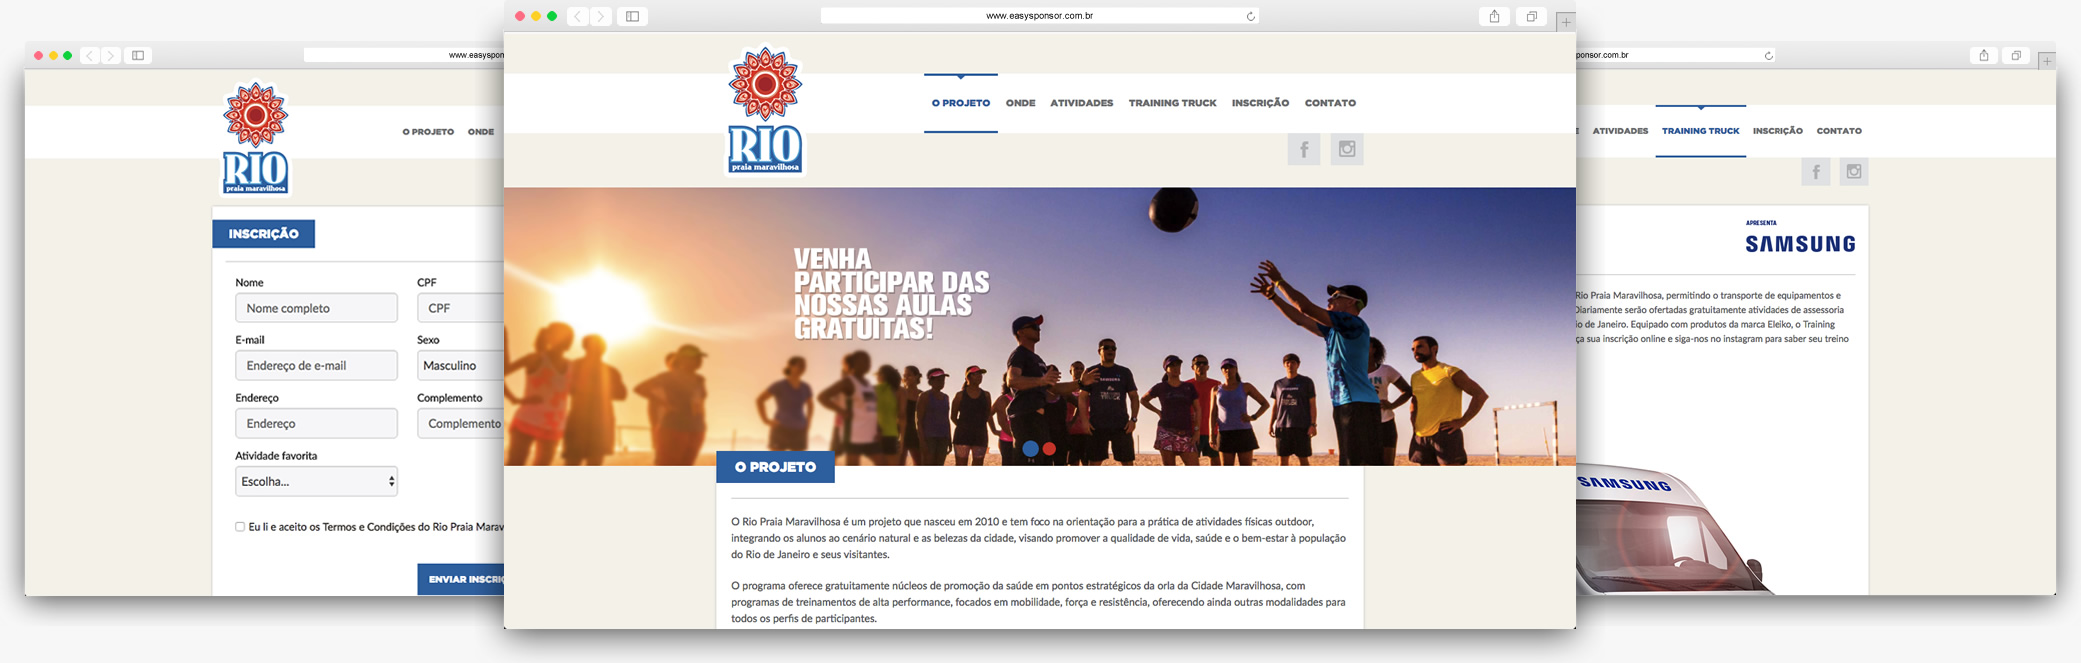 www.easyspon
RIO
praia maravilhosa
O PROJETO ONDE
INSCRIÇÃO
Nome CPF
Nome completo CPF
E-mail Sexo
Endereço de e-mail Masculino
Endereço Complemento
Endereço Complemento
Atividade favorita
Escolha...
Eu li e aceito os Termos e Condições do Rio Praia Marav
ENVIAR INSCRIÇ
www.easysponsor.com.br
RIO
praia maravilhosa
O PROJETO ONDE ATIVIDADES TRAINING TRUCK INSCRIÇÃO CONTATO
f
VENHA
PARTICIPAR DAS
NOSSAS AULAS
GRATUITAS!
O PROJETO
O Rio Praia Maravilhosa é um projeto que nasceu em 2010 e tem foco na orientação para a prática de atividades físicas outdoor,
integrando os alunos ao cenário natural e as belezas da cidade, visando promover a qualidade de vida, saúde e o bem-estar à população
do Rio de Janeiro e seus visitantes.
O programa oferece gratuitamente núcleos de promoção da saúde em pontos estratégicos da orla da Cidade Maravilhosa, com
programas de treinamentos de alta performance, focados em mobilidade, força e resistência, oferecendo ainda outras modalidades para
todos os perfis de participantes.
ponsor.com.br
E ATIVIDADES TRAINING TRUCK INSCRIÇÃO CONTATO
f
APRESENTA
SAMSUNG
Rio Praia Maravilhosa, permitindo o transporte de equipamentos e
Diariamente serão ofertadas gratuitamente atividades de assessoria
io de Janeiro. Equipado com produtos da marca Eleiko, o Training
ça sua inscrição online e siga-nos no instagram para saber seu treino
SAMSUNG